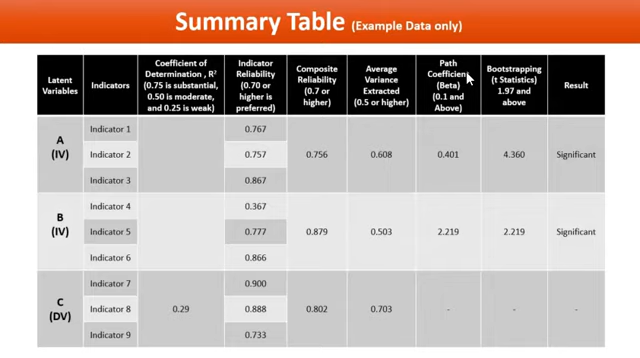 Summary Table (Example Data only)
Latent Variables | Indicators | Coefficient of Determination , R² (0.75 is substantial, 0.50 is moderate, and 0.25 is weak) | Indicator Reliability (0.70 or higher is preferred) | Composite Reliability (0.7 or higher) | Average Variance Extracted (0.5 or higher) | Path Coefficient (Beta) (0.1 and Above) | Bootstrapping (t Statistics) 1.97 and above | Result
A (IV) | Indicator 1 | 0.767
Indicator 2 | 0.757 | 0.756 | 0.608 | 0.401 | 4.360 | Significant
Indicator 3 | 0.867
B (IV) | Indicator 4 | 0.367
Indicator 5 | 0.777 | 0.879 | 0.503 | 2.219 | 2.219 | Significant
Indicator 6 | 0.866
C (DV) | Indicator 7 | 0.900
Indicator 8 | 0.29 | 0.888 | 0.802 | 0.703 | - | - | -
Indicator 9 | 0.733